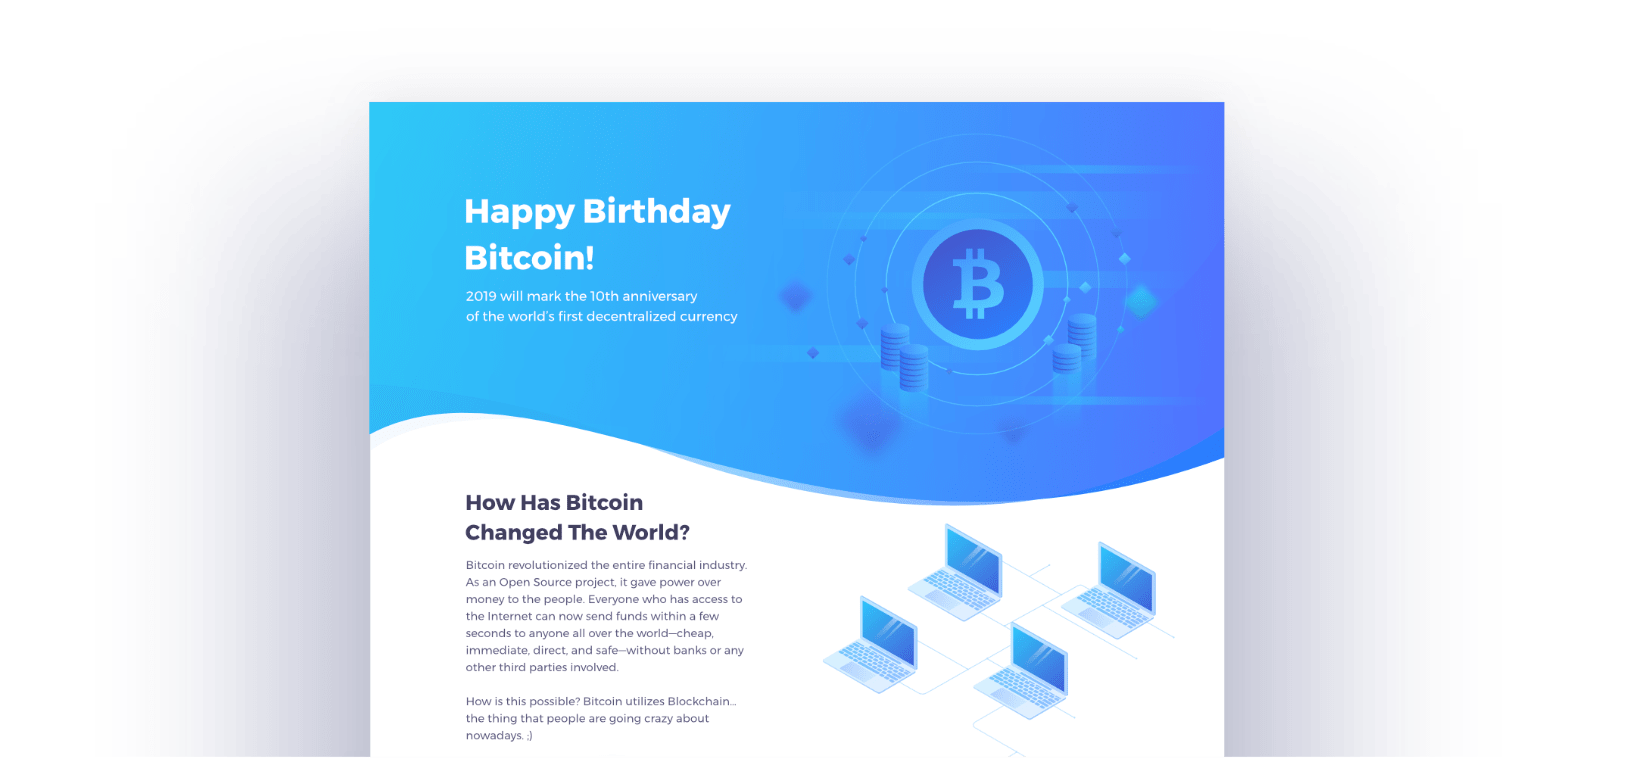 Happy Birthday
Bitcoin!
2019 will mark the 10th anniversary
of the world's first decentralized currency
How Has Bitcoin
Changed The World?
Bitcoin revolutionized the entire financial industry.
As an Open Source project, it gave power over
money to the people. Everyone who has access to
the Internet can now send funds within a few
seconds to anyone all over the world—cheap,
immediate, direct, and safe—without banks or any
other third parties involved.
How is this possible? Bitcoin utilizes Blockchain...
the thing that people are going crazy about
nowadays. ;)